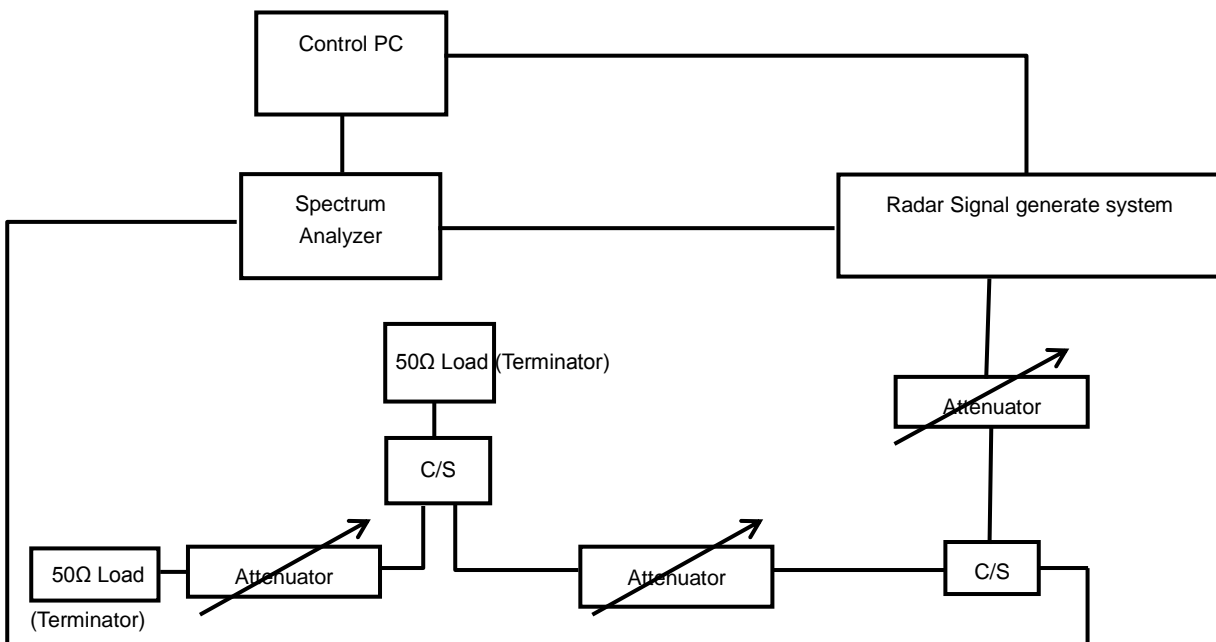 Control PC
Spectrum
Analyzer
Radar Signal generate system
50Ω Load (Terminator)
Attenuator
C/S
50Ω Load
(Terminator)
Attenuator
Attenuator
C/S